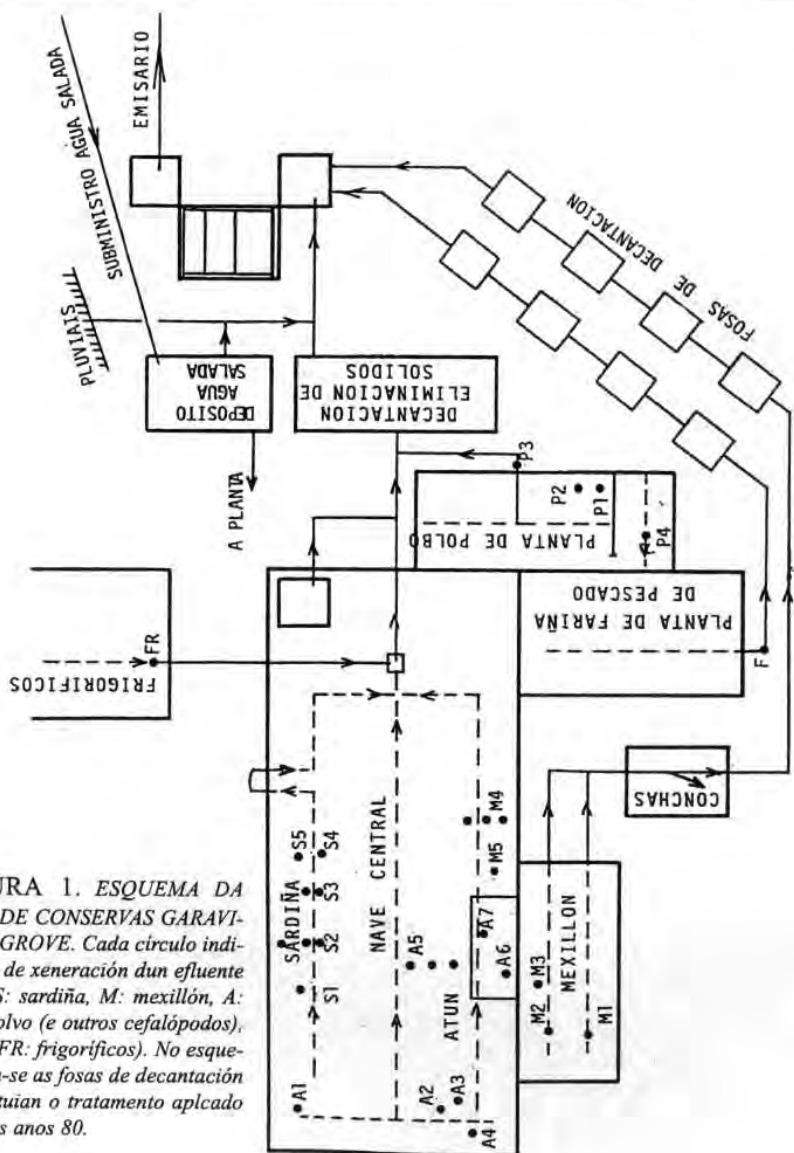 EMISARIO
SUBMINISTRO AGUA SALADA
PLUVIAIS
DEPOSITO
AGUA
SALADA
DECANTACION
ELIMINACION DE
SOLIDOS
A PLANTA
FOSAS DE DECANTACION
FRIGORIFICOS
FR
P3
P2
P1
P4
PLANTA DE POLBO
PLANTA DE FARIÑA
DE PESCADO
F
CONCHAS
NAVE CENTRAL
SARDIÑA
S1
S2
S3
S4
S5
ATUN
A1
A2
A3
A4
A5
A6
A7
M4
M5
MEXILLON
M1
M2
M3
URA 1. ESQUEMA DA
DE CONSERVAS GARAVI-
GROVE. Cada círculo indi-
de xeneración dun efluente
S: sardiña, M: mexillón, A:
olvo (e outros cefalópodos),
FR: frigoríficos). No esque-
-se as fosas de decantación
tuian o tratamento aplcado
s anos 80.